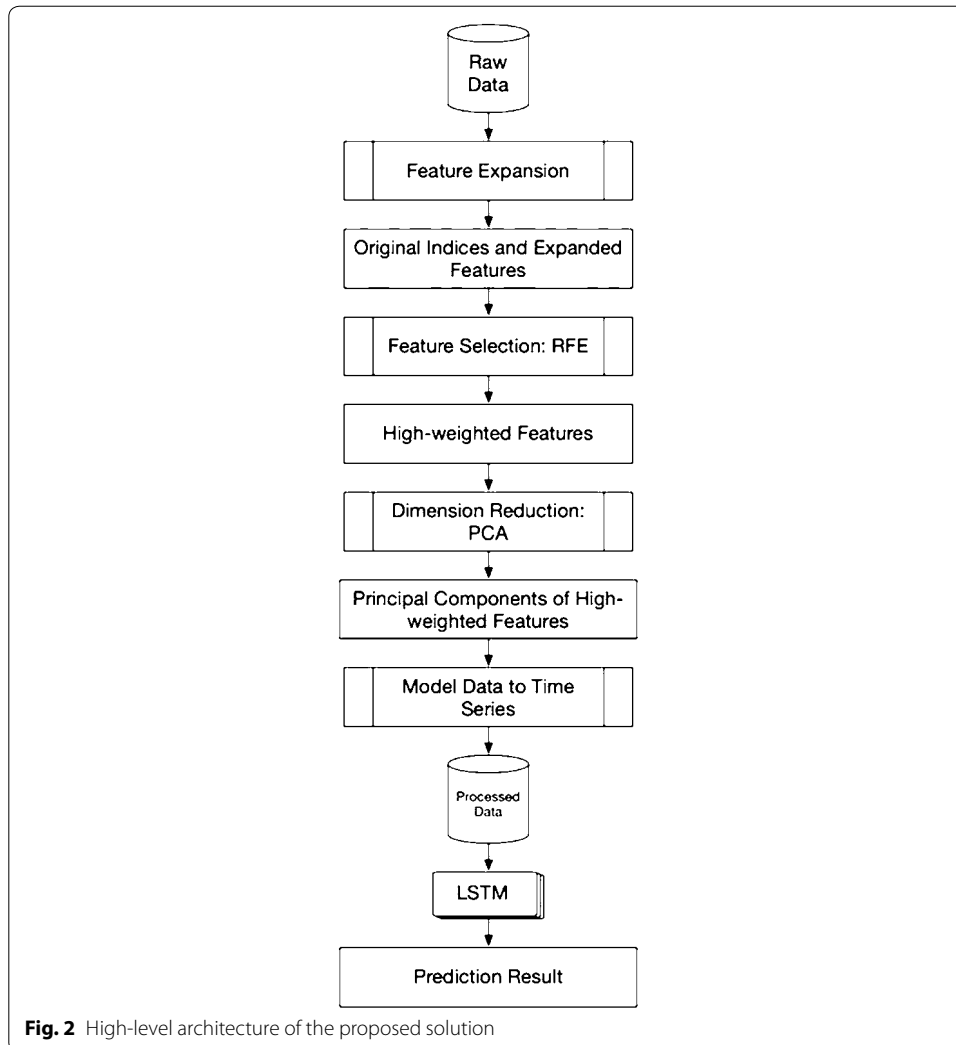 Raw
Data
Feature Expansion
Original Indices and Expanded
Features
Feature Selection: RFE
High-weighted Features
Dimension Reduction:
PCA
Principal Components of High-
weighted Features
Model Data to Time
Series
Processed
Data
LSTM
Prediction Result
Fig. 2 High-level architecture of the proposed solution